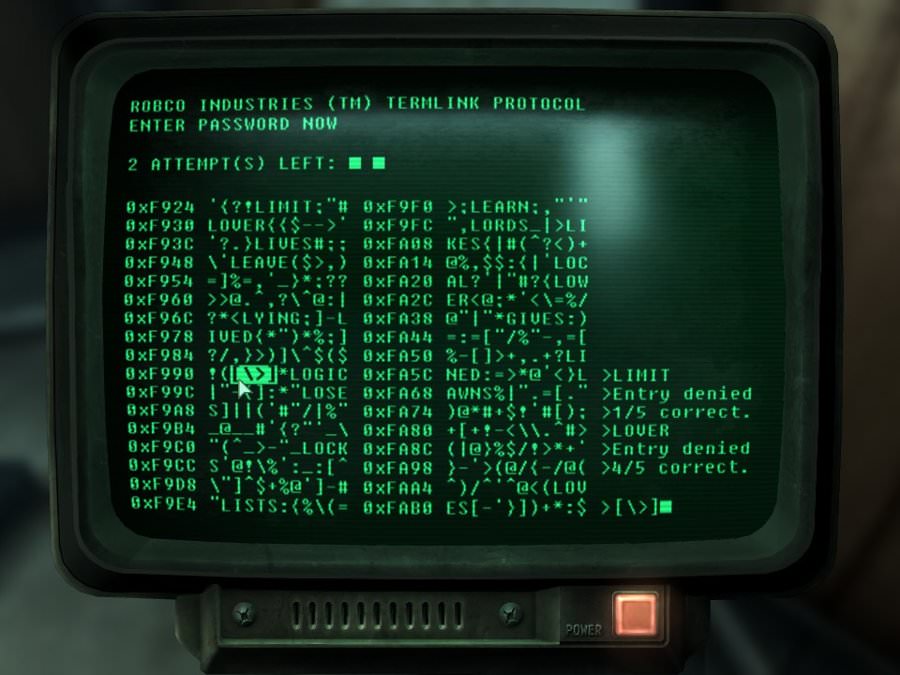 ROBCO INDUSTRIES (TM) TERMLINK PROTOCOL
ENTER PASSWORD NOW
2 ATTEMPT(S) LEFT: ■ ■
0xF924 '{?!LIMIT;"# 0xF9F0 >;LEARN;,"'"
0xF930 LOVER{{$-->' 0xF9FC ",LORDS_|>LI
0xF93C '?.}LIVES#;; 0xFA08 KES{|#(^?<)+
0xF948 \'LEAVE($>,) 0xFA14 @%,$$:{|'LOC
0xF954 =]%=,'_}*;?? 0xFA20 AL?'|"#?{LOW
0xF960 >>@.^,?\^@:| 0xFA2C ER<@;*'<\=%/
0xF96C ?*<LYING;]-L 0xFA38 @"|"*GIVES:)
0xF978 IVED{*")*%;] 0xFA44 =:=["/%"-,=[
0xF984 ?/,}>)]\^$($ 0xFA50 %-[]>+,.+?LI
0xF990 !([\>]*LOGIC 0xFA5C NED:=>*@'<}L >LIMIT
0xF99C LOSE 0xFA68 AWNS%|".=[." >Entry denied
0xF9A8 S]||('#"/|%" 0xFA74 )@*#+$!'#[); >1/5 correct.
0xF9B4 _@__#'{?"'_\ 0xFA80 +[+!-<\\.^#> >LOVER
0xF9C0 "(^_>-"_LOCK 0xFA8C (|@}%$/!>*+' >Entry denied
0xF9CC S'@!\%':_:[^ 0xFA98 }-'>(@/{-/@( >4/5 correct.
0xF9D8 \"]^$+%@']-# 0xFAA4 ^)/^'^@<(LOV
0xF9E4 "LISTS:{%\(= 0xFAB0 ES[-'}])+*:$ >[\>]■
POWER